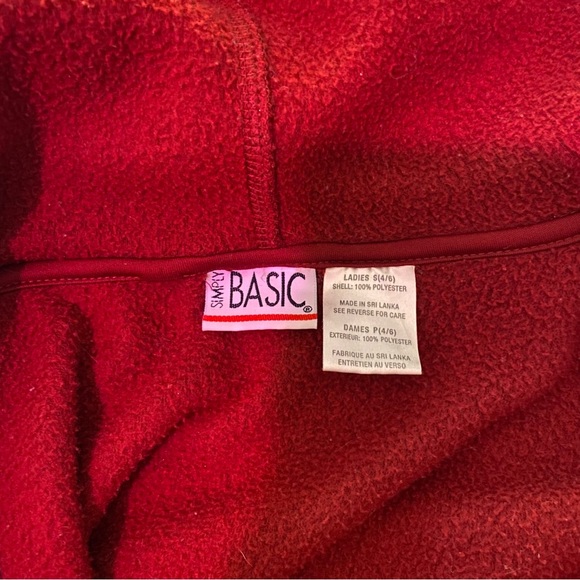 SIMPLY
BASIC®
LADIES S(4/6)
SHELL: 100% POLYESTER
MADE IN SRI LANKA
SEE REVERSE FOR CARE
DAMES P(4/6)
EXTERIEUR: 100% POLYESTER
FABRIQUE AU SRI LANKA
ENTRETIEN AU VERSO